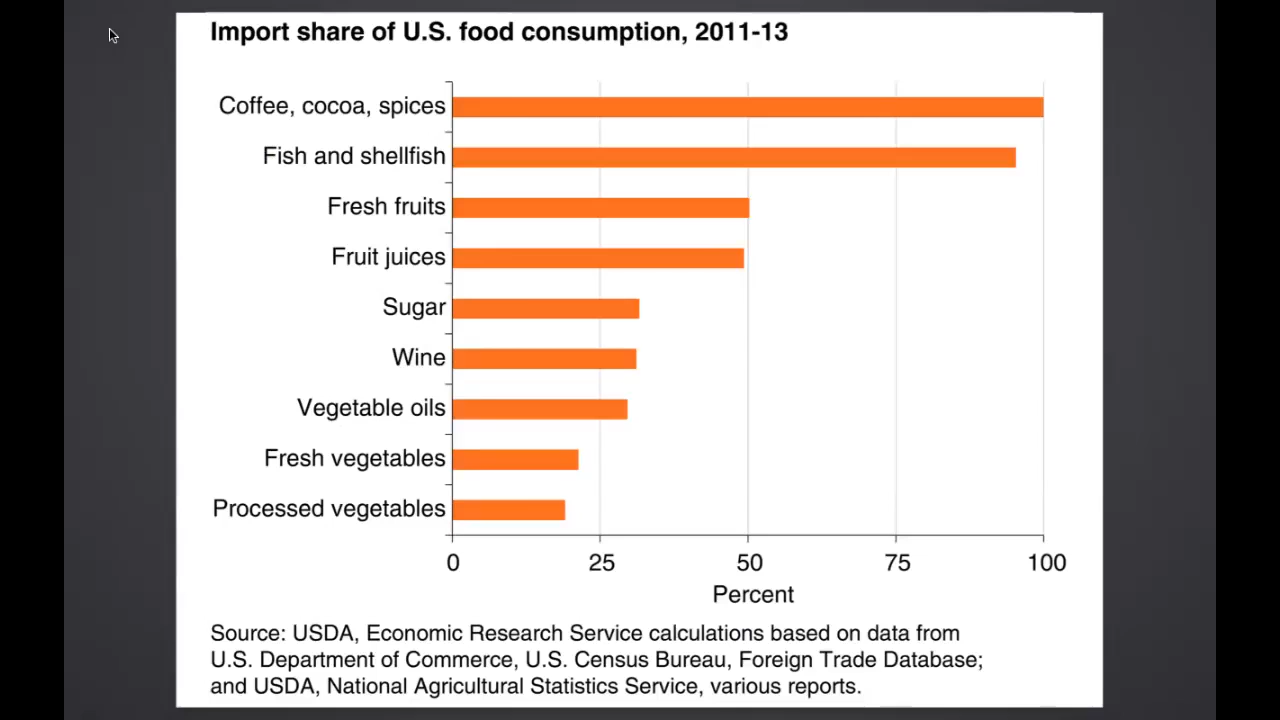 Import share of U.S. food consumption, 2011-13
Coffee, cocoa, spices
Fish and shellfish
Fresh fruits
Fruit juices
Sugar
Wine
Vegetable oils
Fresh vegetables
Processed vegetables
0 25 50 75 100
Percent
Source: USDA, Economic Research Service calculations based on data from
U.S. Department of Commerce, U.S. Census Bureau, Foreign Trade Database;
and USDA, National Agricultural Statistics Service, various reports.